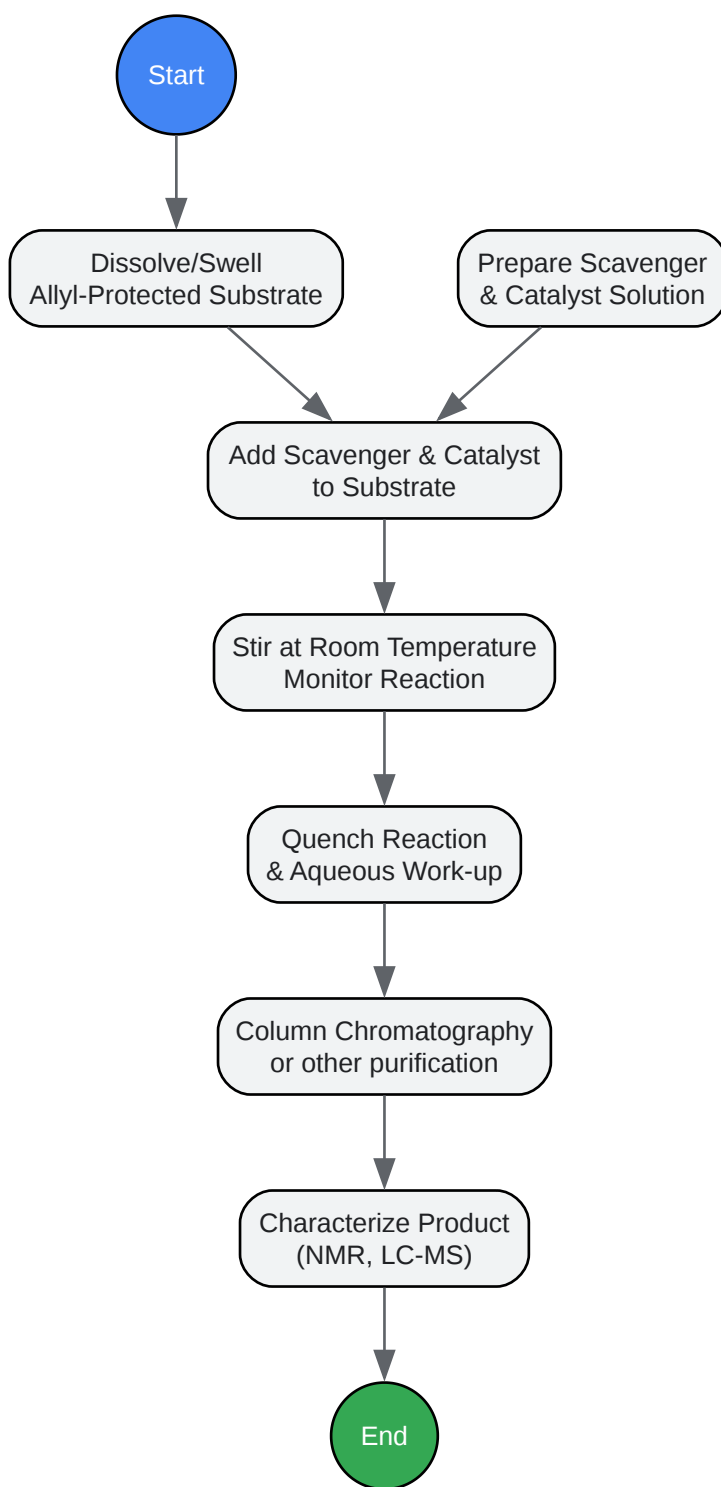 Start
Dissolve/Swell
Allyl-Protected Substrate
Prepare Scavenger
& Catalyst Solution
Add Scavenger & Catalyst
to Substrate
Stir at Room Temperature
Monitor Reaction
Quench Reaction
& Aqueous Work-up
Column Chromatography
or other purification
Characterize Product
(NMR, LC-MS)
End